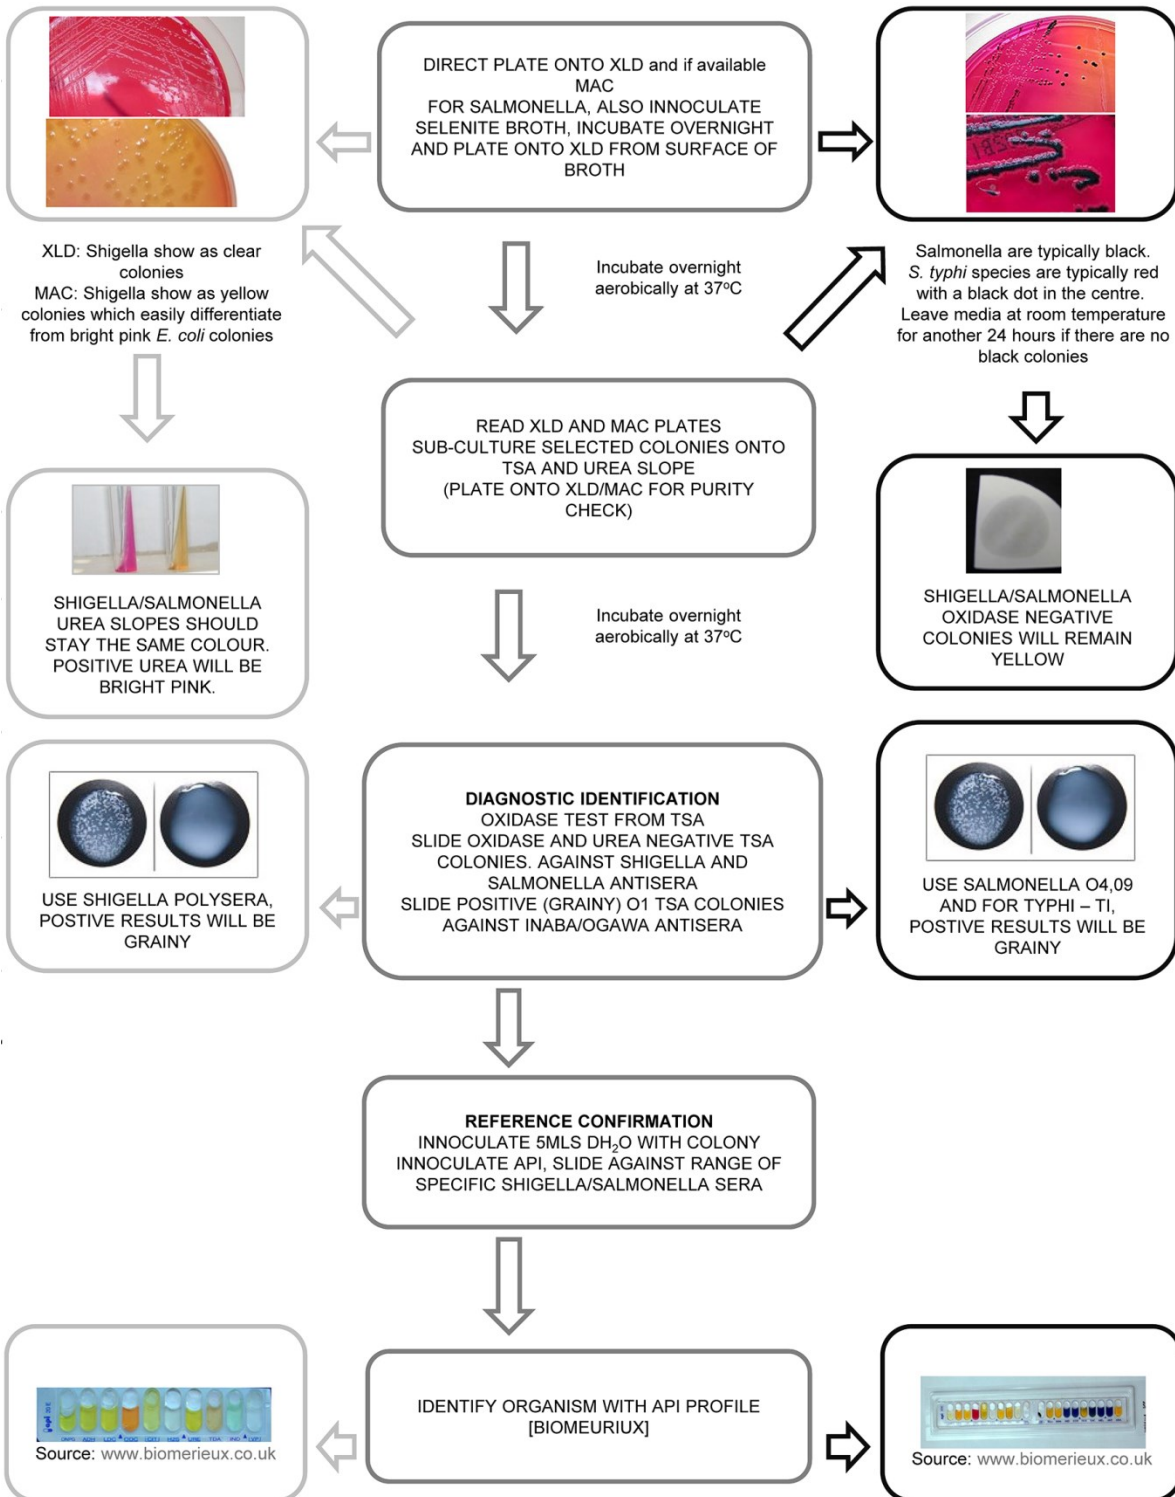 DIRECT PLATE ONTO XLD and if available
MAC
FOR SALMONELLA, ALSO INNOCULATE
SELENITE BROTH, INCUBATE OVERNIGHT
AND PLATE ONTO XLD FROM SURFACE OF
BROTH
XLD: Shigella show as clear
colonies
MAC: Shigella show as yellow
colonies which easily differentiate
from bright pink E. coli colonies
Incubate overnight
aerobically at 37ºC
Salmonella are typically black.
S. typhi species are typically red
with a black dot in the centre.
Leave media at room temperature
for another 24 hours if there are no
black colonies
READ XLD AND MAC PLATES
SUB-CULTURE SELECTED COLONIES ONTO
TSA AND UREA SLOPE
(PLATE ONTO XLD/MAC FOR PURITY
CHECK)
SHIGELLA/SALMONELLA
UREA SLOPES SHOULD
STAY THE SAME COLOUR.
POSITIVE UREA WILL BE
BRIGHT PINK.
Incubate overnight
aerobically at 37ºC
SHIGELLA/SALMONELLA
OXIDASE NEGATIVE
COLONIES WILL REMAIN
YELLOW
USE SHIGELLA POLYSERA,
POSTIVE RESULTS WILL BE
GRAINY
DIAGNOSTIC IDENTIFICATION
OXIDASE TEST FROM TSA
SLIDE OXIDASE AND UREA NEGATIVE TSA
COLONIES. AGAINST SHIGELLA AND
SALMONELLA ANTISERA
SLIDE POSITIVE (GRAINY) O1 TSA COLONIES
AGAINST INABA/OGAWA ANTISERA
USE SALMONELLA O4,09
AND FOR TYPHI – TI,
POSTIVE RESULTS WILL BE
GRAINY
REFERENCE CONFIRMATION
INNOCULATE 5MLS DH₂O WITH COLONY
INNOCULATE API, SLIDE AGAINST RANGE OF
SPECIFIC SHIGELLA/SALMONELLA SERA
Source: www.biomerieux.co.uk
IDENTIFY ORGANISM WITH API PROFILE
[BIOMEURIUX]
Source: www.biomerieux.co.uk